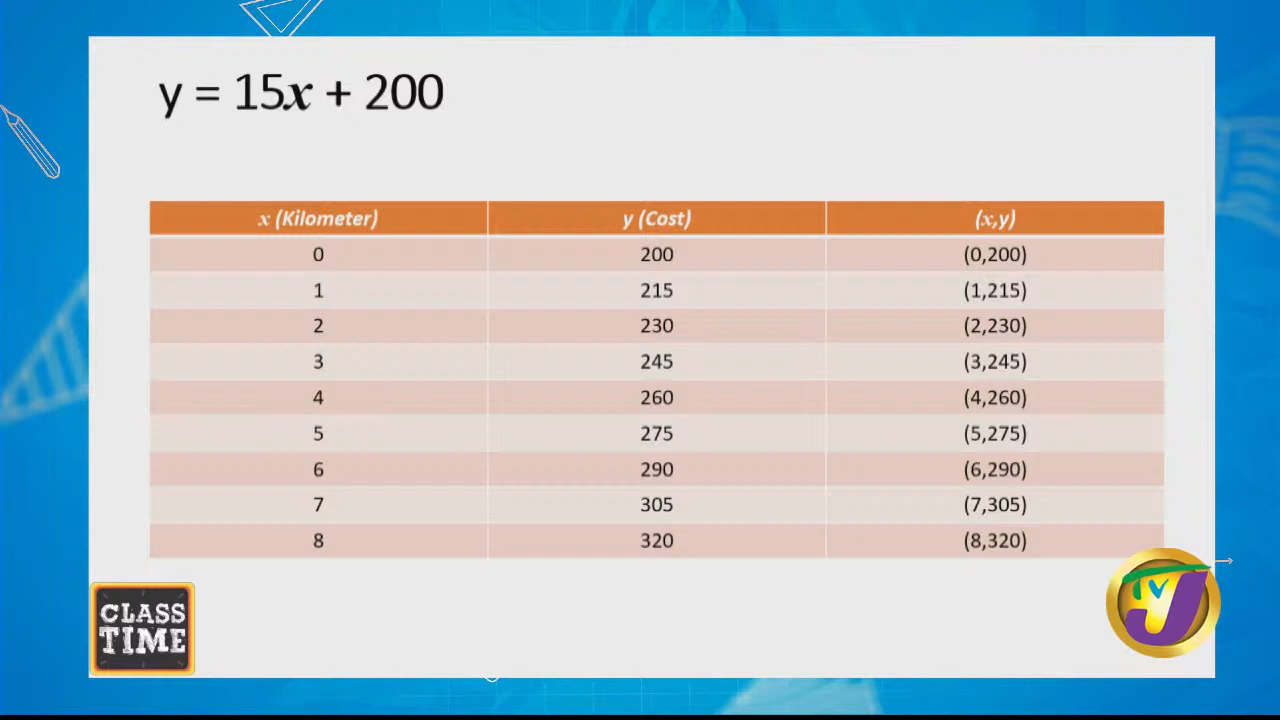 y = 15x + 200
x (Kilometer) y (Cost) (x,y)
0 200 (0,200)
1 215 (1,215)
2 230 (2,230)
3 245 (3,245)
4 260 (4,260)
5 275 (5,275)
6 290 (6,290)
7 305 (7,305)
8 320 (8,320)
CLASS
TIME
TVJ